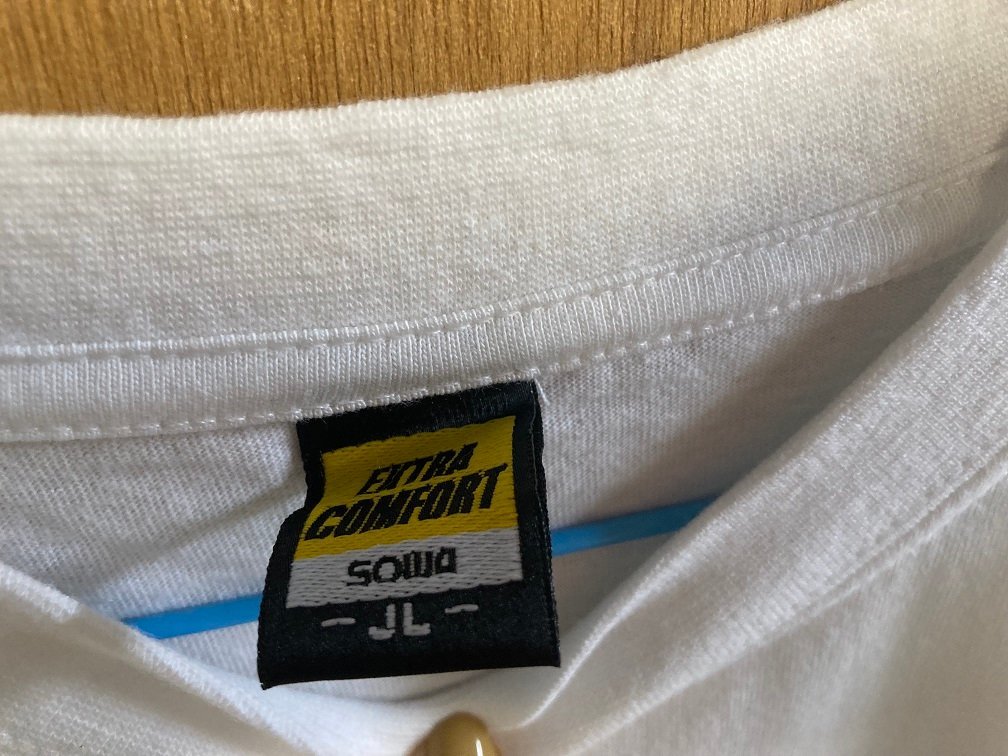 EXTRA
COMFORT
SOWA
- JL -